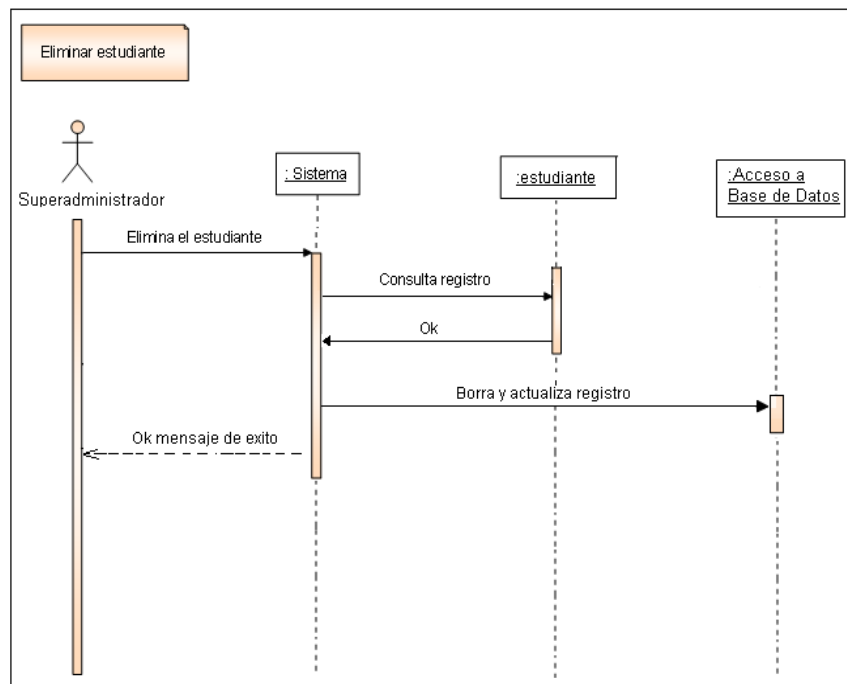 Eliminar estudiante
Superadministrador
: Sistema
:estudiante
:Acceso a
Base de Datos
Elimina el estudiante
Consulta registro
Ok
Borra y actualiza registro
Ok mensaje de exito